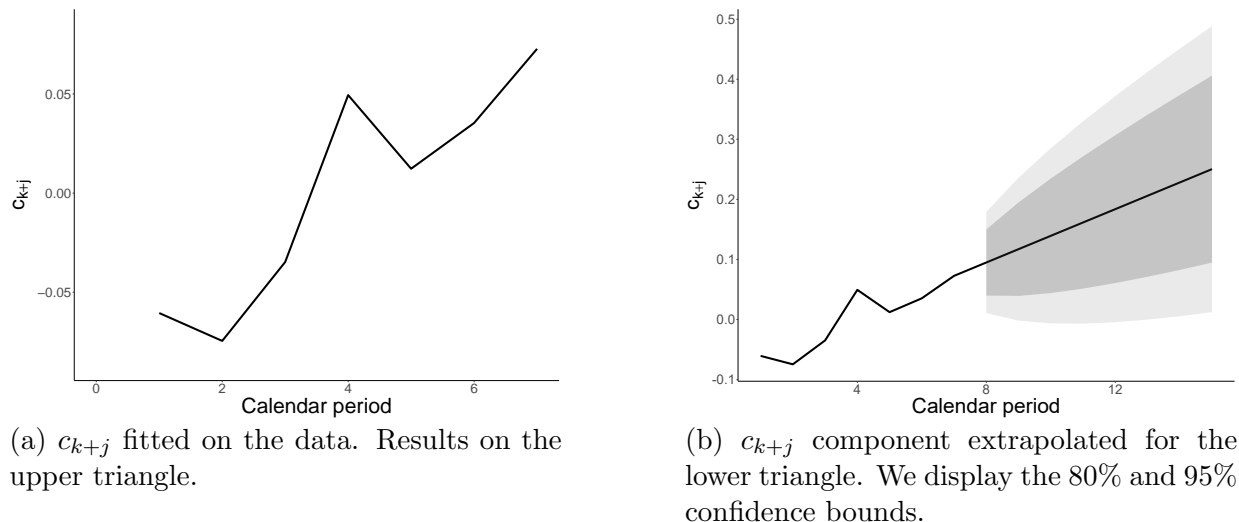 0.05
0.00
−0.05
c_{k+j}
0 2 4 6
Calendar period
(a) c_{k+j} fitted on the data. Results on the
upper triangle.
0.5
0.4
0.3
0.2
0.1
0.0
-0.1
c_{k+j}
4 8 12
Calendar period
(b) c_{k+j} component extrapolated for the
lower triangle. We display the 80% and 95%
confidence bounds.